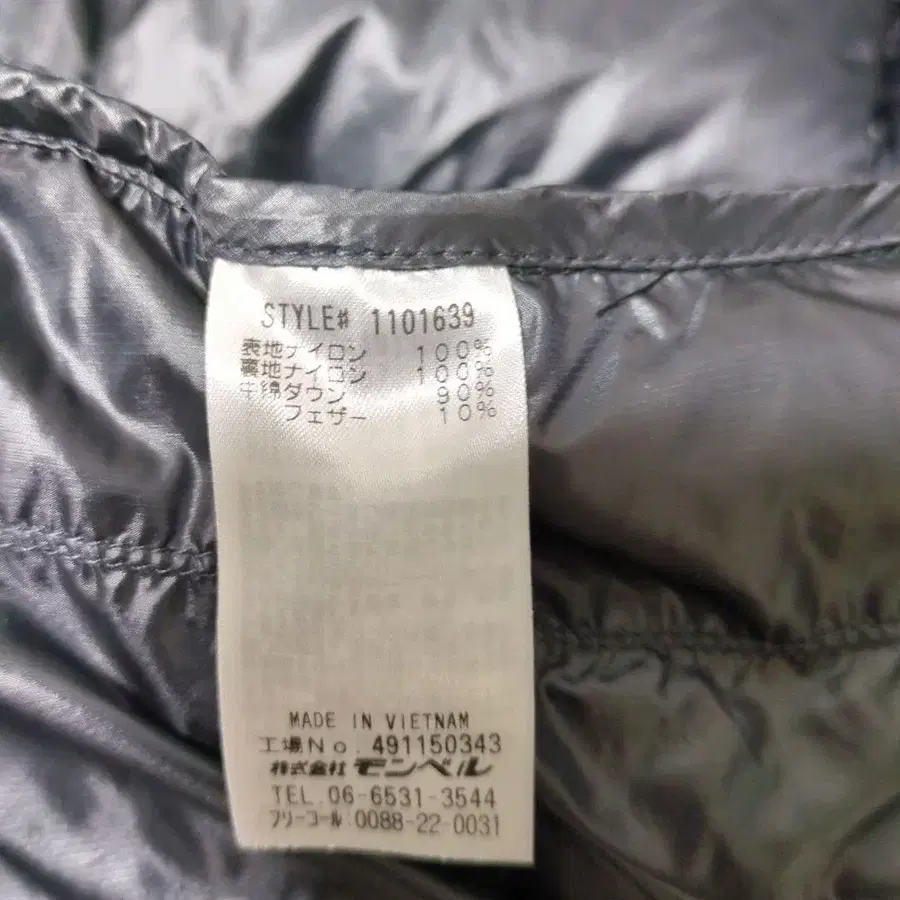 STYLE# 1101639
表地ナイロン 100%
裏地ナイロン 100%
中綿ダウン 90%
フェザー 10%
MADE IN VIETNAM
工場No. 491150343
株式会社 モンベル
TEL. 06-6531-3544
フリーコール 0088-22-0031